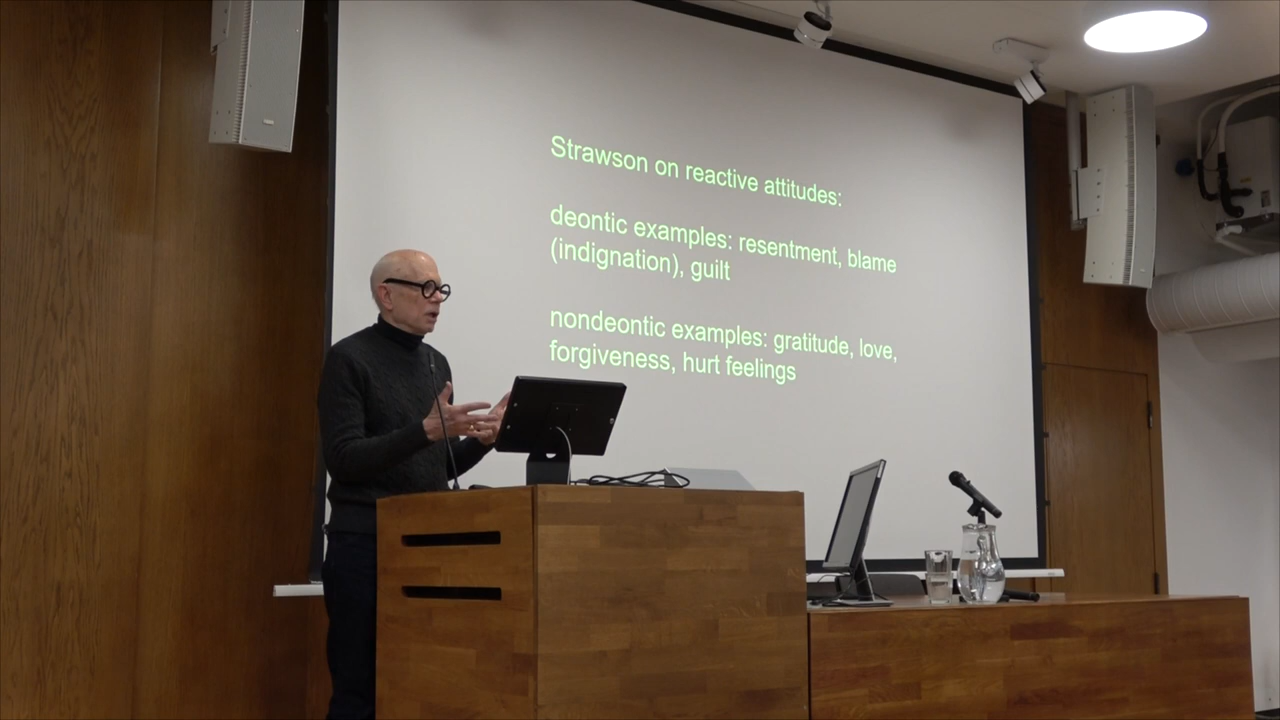 Strawson on reactive attitudes:
deontic examples: resentment, blame
(indignation), guilt
nondeontic examples: gratitude, love,
forgiveness, hurt feelings